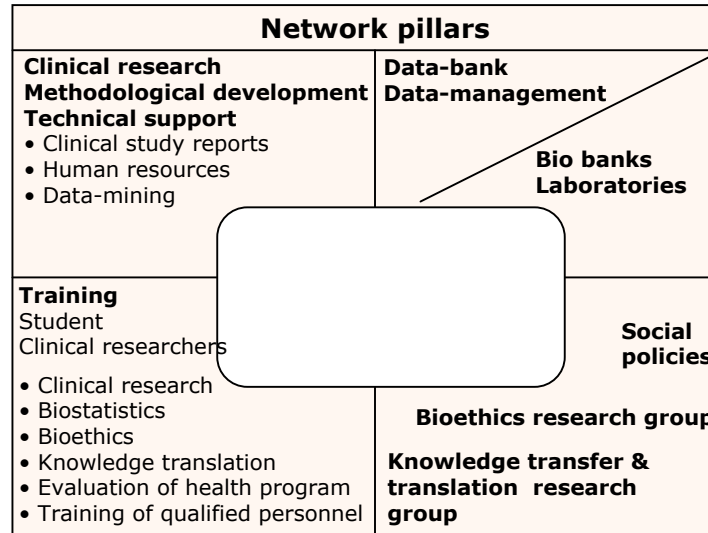 Network pillars
Clinical research
Methodological development
Technical support
• Clinical study reports
• Human resources
• Data-mining
Data-bank
Data-management
Bio banks
Laboratories
Training
Student
Clinical researchers
• Clinical research
• Biostatistics
• Bioethics
• Knowledge translation
• Evaluation of health program
• Training of qualified personnel
Social
policies
Bioethics research group
Knowledge transfer &
translation research
group